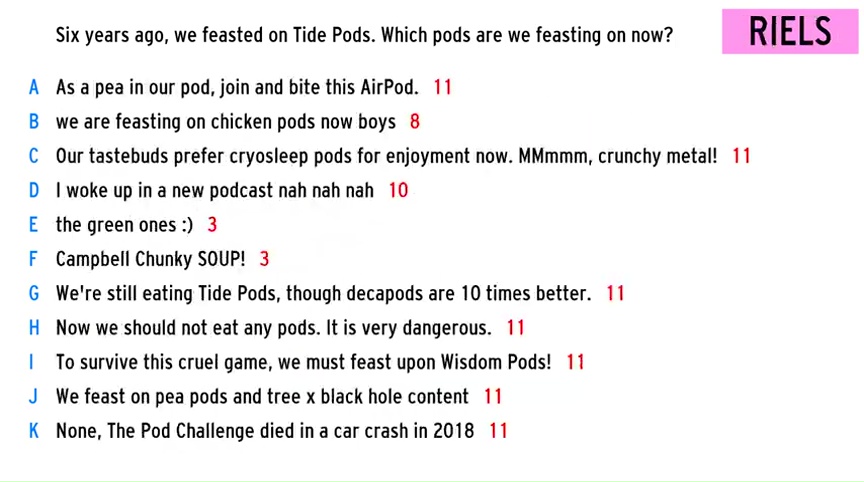 Six years ago, we feasted on Tide Pods. Which pods are we feasting on now?
RIELS
A As a pea in our pod, join and bite this AirPod. 11
B we are feasting on chicken pods now boys 8
C Our tastebuds prefer cryosleep pods for enjoyment now. MMmmm, crunchy metal! 11
D I woke up in a new podcast nah nah nah 10
E the green ones :) 3
F Campbell Chunky SOUP! 3
G We're still eating Tide Pods, though decapods are 10 times better. 11
H Now we should not eat any pods. It is very dangerous. 11
I To survive this cruel game, we must feast upon Wisdom Pods! 11
J We feast on pea pods and tree x black hole content 11
K None, The Pod Challenge died in a car crash in 2018 11